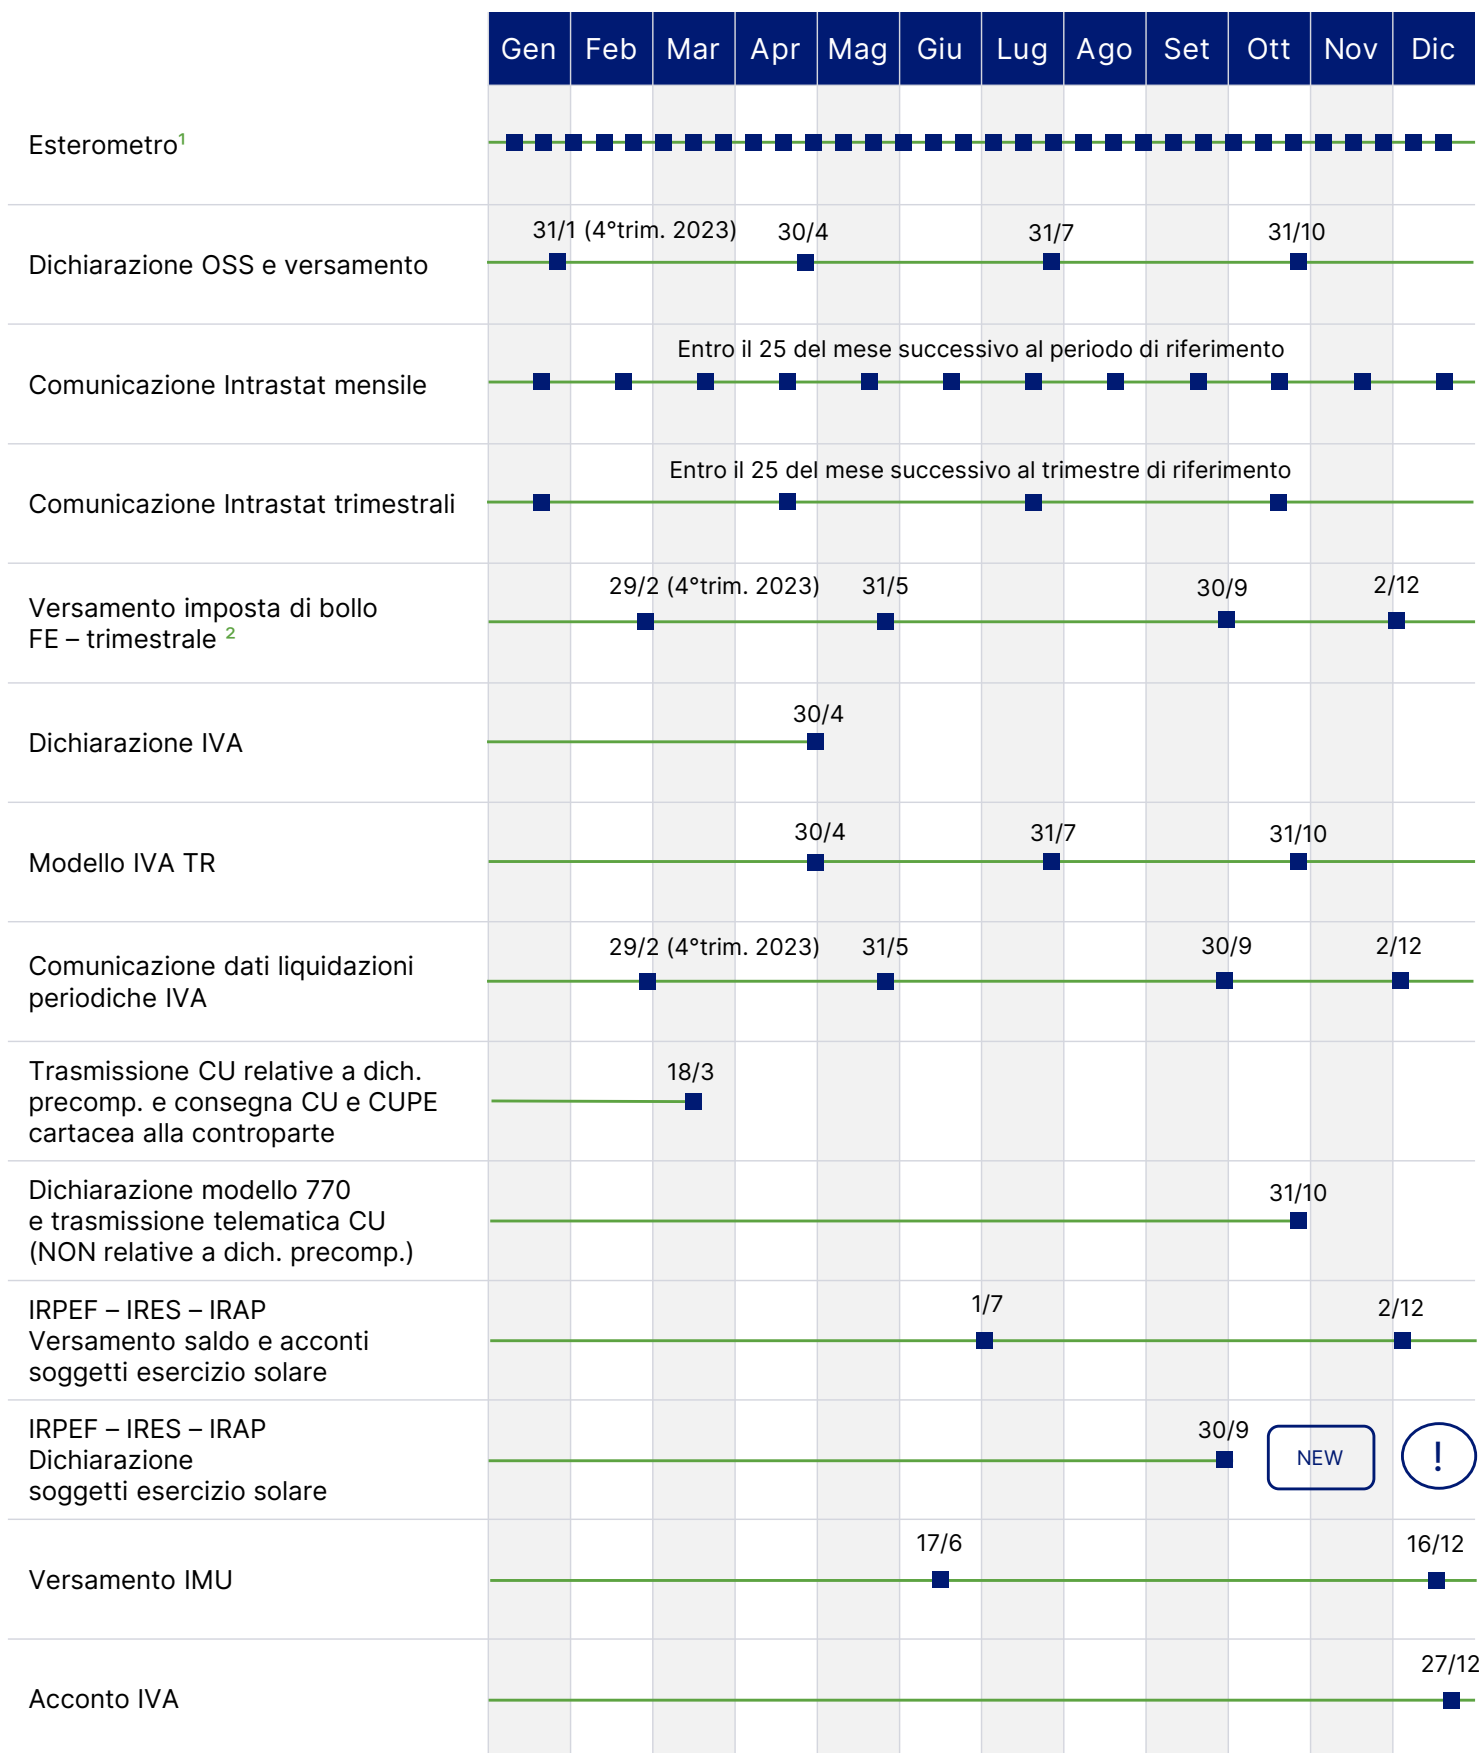 Gen Feb Mar Apr Mag Giu Lug Ago Set Ott Nov Dic
Esterometro¹
31/1 (4°trim. 2023) 30/4 31/7 31/10
Dichiarazione OSS e versamento
Entro il 25 del mese successivo al periodo di riferimento
Comunicazione Intrastat mensile
Entro il 25 del mese successivo al trimestre di riferimento
Comunicazione Intrastat trimestrali
29/2 (4°trim. 2023) 31/5 30/9 2/12
Versamento imposta di bollo
FE – trimestrale ²
30/4
Dichiarazione IVA
30/4 31/7 31/10
Modello IVA TR
29/2 (4°trim. 2023) 31/5 30/9 2/12
Comunicazione dati liquidazioni
periodiche IVA
Trasmissione CU relative a dich. 18/3
precomp. e consegna CU e CUPE
cartacea alla controparte
Dichiarazione modello 770 31/10
e trasmissione telematica CU
(NON relative a dich. precomp.)
IRPEF – IRES – IRAP 1/7 2/12
Versamento saldo e acconti
soggetti esercizio solare
IRPEF – IRES – IRAP 30/9
Dichiarazione NEW !
soggetti esercizio solare
17/6 16/12
Versamento IMU
27/12
Acconto IVA